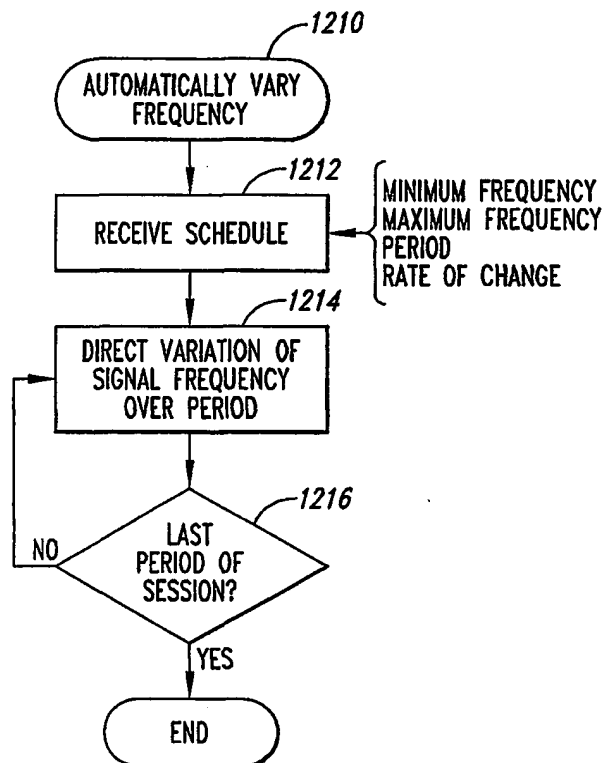 1210
AUTOMATICALLY VARY
FREQUENCY
1212
RECEIVE SCHEDULE
MINIMUM FREQUENCY
MAXIMUM FREQUENCY
PERIOD
RATE OF CHANGE
1214
DIRECT VARIATION OF
SIGNAL FREQUENCY
OVER PERIOD
1216
LAST
PERIOD OF
SESSION?
NO
YES
END